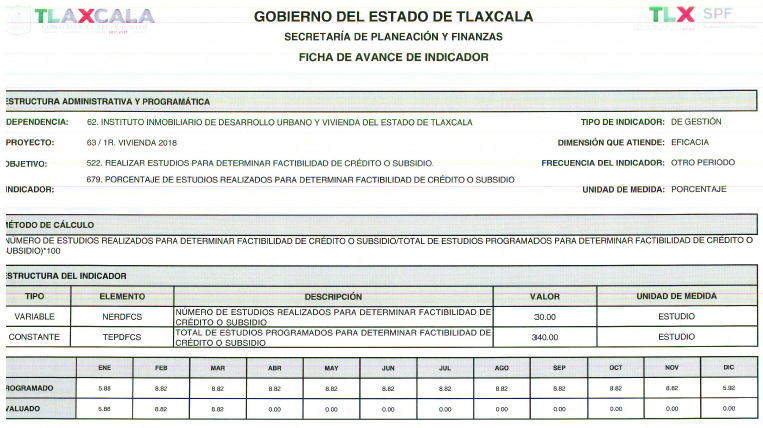 TLAXCALA
TLX SPF
GOBIERNO DEL ESTADO DE TLAXCALA
SECRETARÍA DE PLANEACIÓN Y FINANZAS
FICHA DE AVANCE DE INDICADOR
ESTRUCTURA ADMINISTRATIVA Y PROGRAMÁTICA
DEPENDENCIA: 62. INSTITUTO INMOBILIARIO DE DESARROLLO URBANO Y VIVIENDA DEL ESTADO DE TLAXCALA TIPO DE INDICADOR: DE GESTIÓN
PROYECTO: 63 / 1R. VIVIENDA 2018 DIMENSIÓN QUE ATIENDE: EFICACIA
OBJETIVO: 522. REALIZAR ESTUDIOS PARA DETERMINAR FACTIBILIDAD DE CRÉDITO O SUBSIDIO. FRECUENCIA DEL INDICADOR: OTRO PERIODO
INDICADOR: 679. PORCENTAJE DE ESTUDIOS REALIZADOS PARA DETERMINAR FACTIBILIDAD DE CRÉDITO O SUBSIDIO UNIDAD DE MEDIDA: PORCENTAJE
MÉTODO DE CÁLCULO
NÚMERO DE ESTUDIOS REALIZADOS PARA DETERMINAR FACTIBILIDAD DE CRÉDITO O SUBSIDIO/TOTAL DE ESTUDIOS PROGRAMADOS PARA DETERMINAR FACTIBILIDAD DE CRÉDITO O
SUBSIDIO)*100
ESTRUCTURA DEL INDICADOR
TIPO ELEMENTO DESCRIPCIÓN VALOR UNIDAD DE MEDIDA
VARIABLE NERDFCS NÚMERO DE ESTUDIOS REALIZADOS PARA DETERMINAR FACTIBILIDAD DE CRÉDITO O SUBSIDIO 30.00 ESTUDIO
CONSTANTE TEPDFCS TOTAL DE ESTUDIOS PROGRAMADOS PARA DETERMINAR FACTIBILIDAD DE CRÉDITO O SUBSIDIO 340.00 ESTUDIO
ENE FEB MAR ABR MAY JUN JUL AGO SEP OCT NOV DIC
PROGRAMADO 5.88 8.82 8.82 8.82 8.82 8.82 8.82 8.82 8.82 8.82 8.82 5.92
EVALUADO 5.88 8.82 8.82 0.00 0.00 0.00 0.00 0.00 0.00 0.00 0.00 0.00